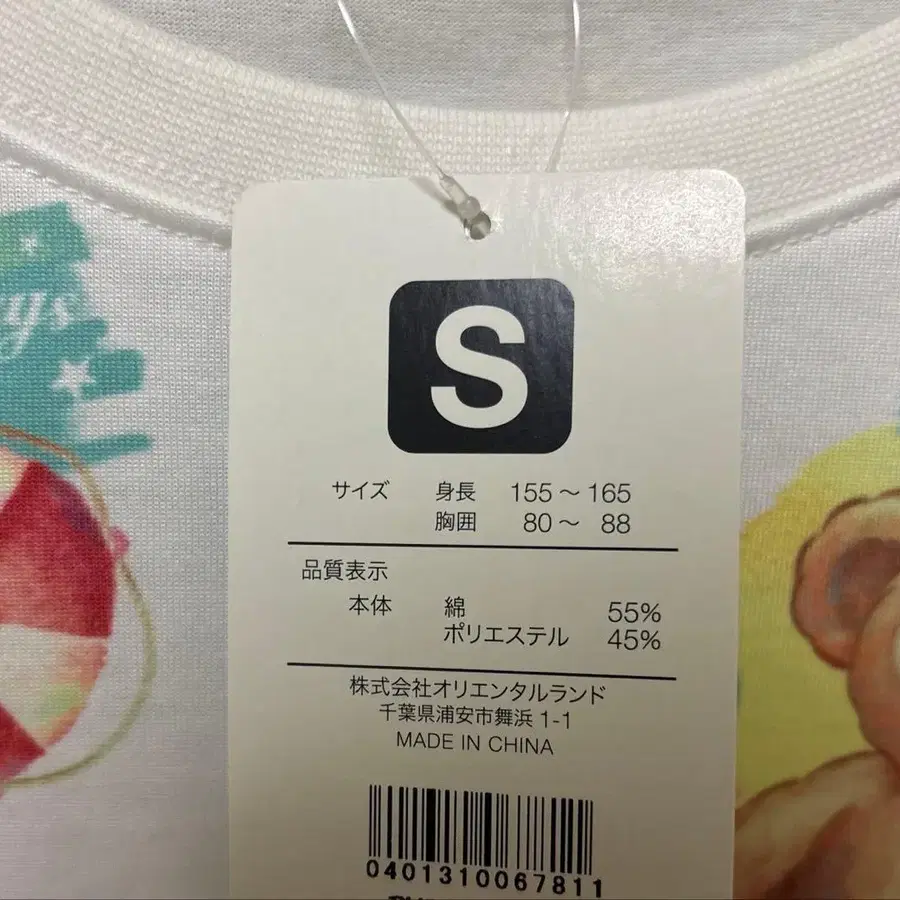 S
サイズ 身長 155～165
胸囲 80～ 88
品質表示
本体 綿 55%
ポリエステル 45%
株式会社オリエンタルランド
千葉県浦安市舞浜 1-1
MADE IN CHINA
0401310067811